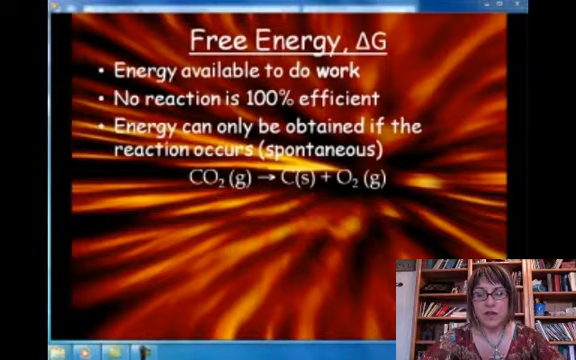 Free Energy, ΔG
• Energy available to do work
• No reaction is 100% efficient
• Energy can only be obtained if the
reaction occurs (spontaneous)
CO₂ (g) → C(s) + O₂ (g)